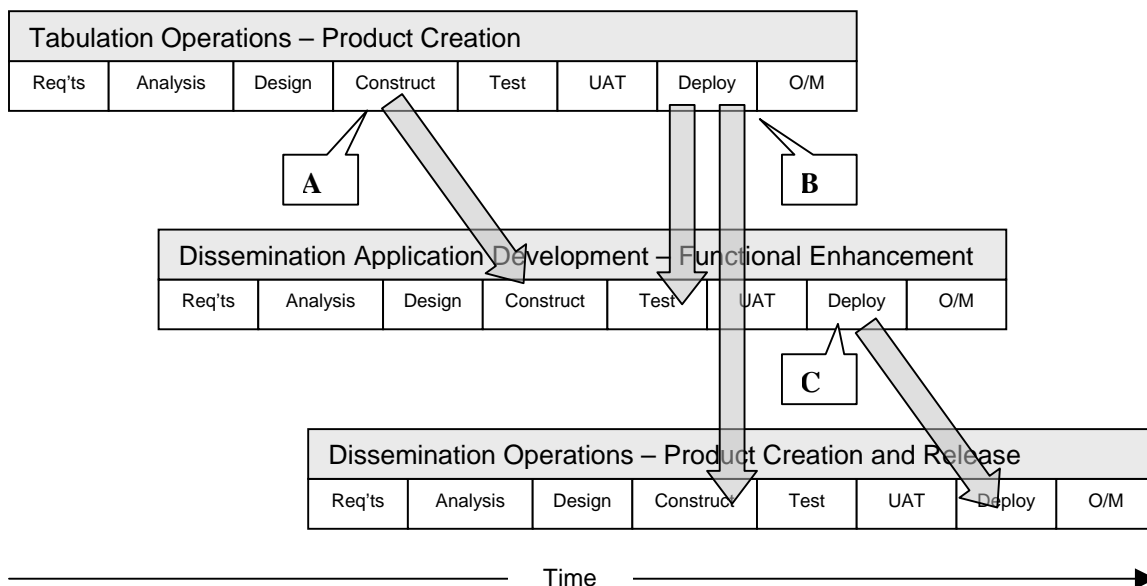 Tabulation Operations – Product Creation
Req'ts Analysis Design Construct Test UAT Deploy O/M
A B
Dissemination Application Development – Functional Enhancement
Req'ts Analysis Design Construct Test UAT Deploy O/M
C
Dissemination Operations – Product Creation and Release
Req'ts Analysis Design Construct Test UAT Deploy O/M
Time